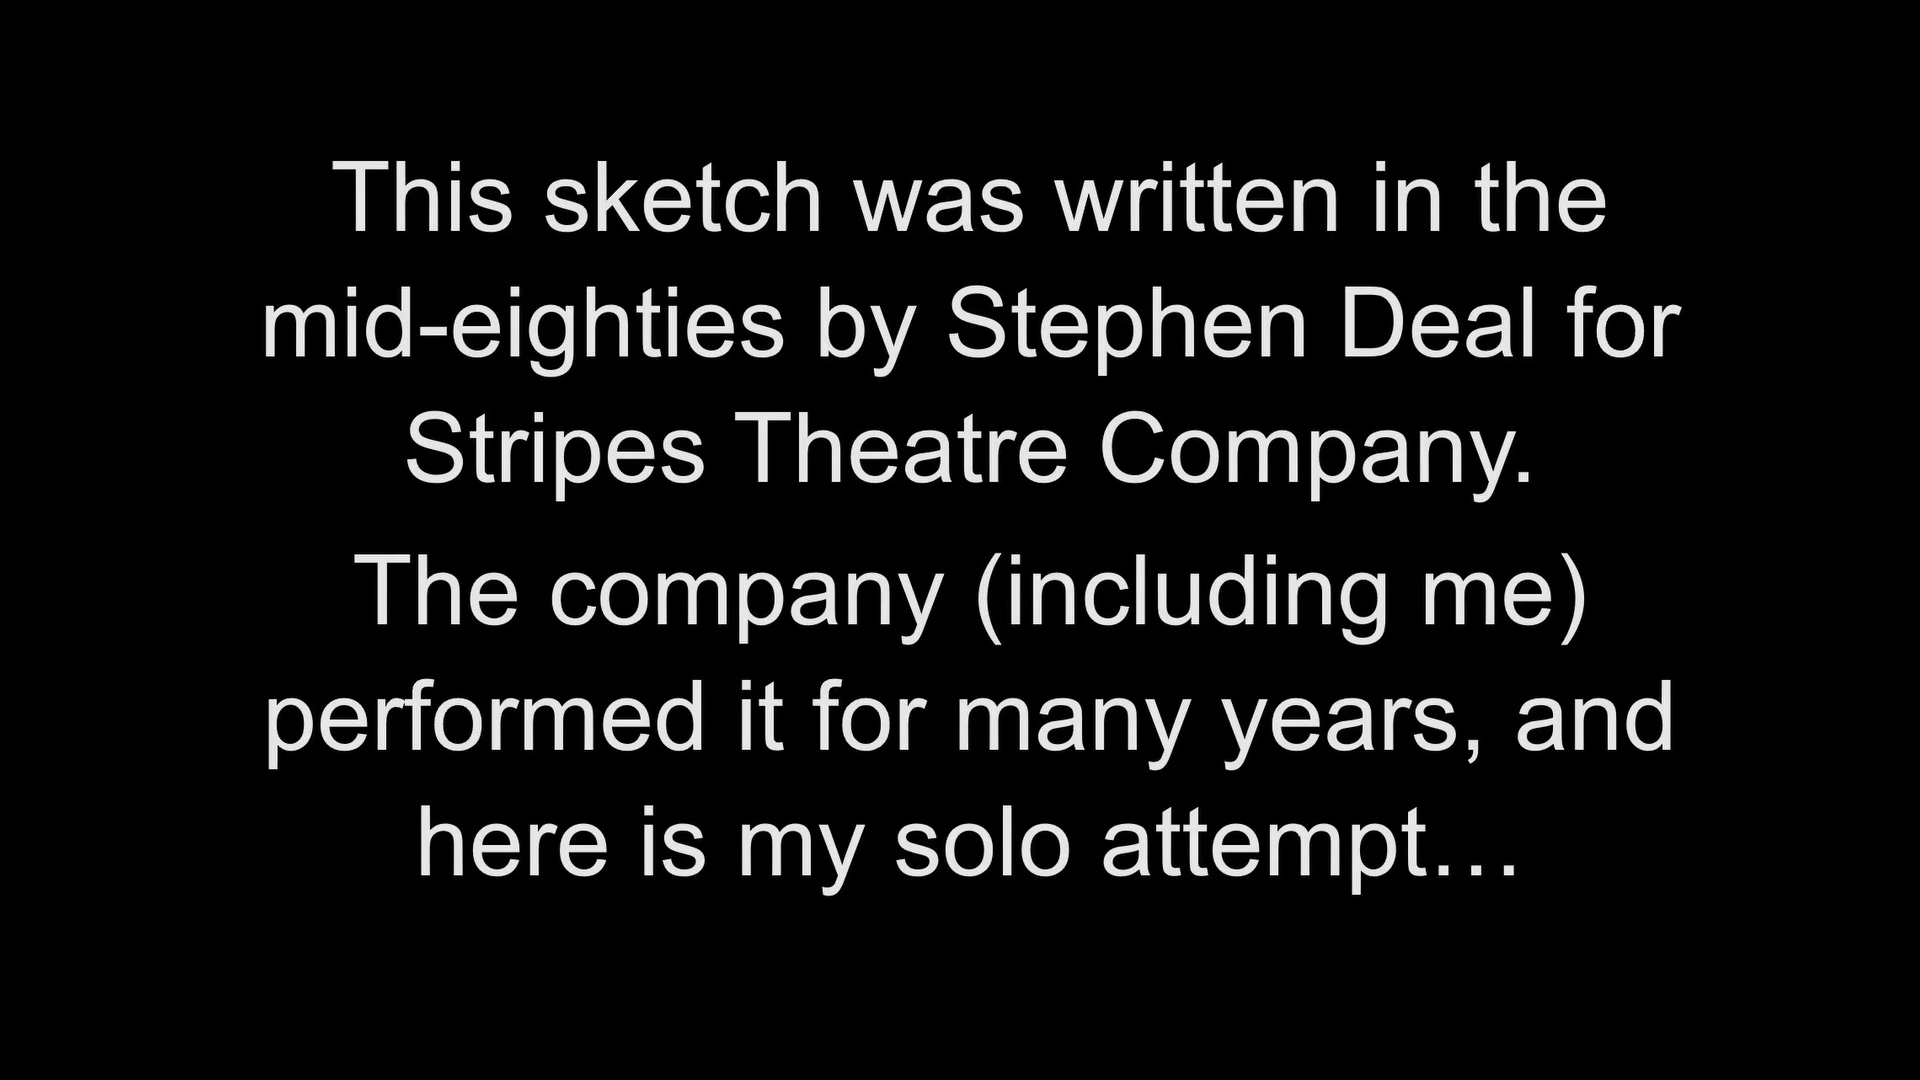 This sketch was written in the
mid-eighties by Stephen Deal for
Stripes Theatre Company.
The company (including me)
performed it for many years, and
here is my solo attempt…